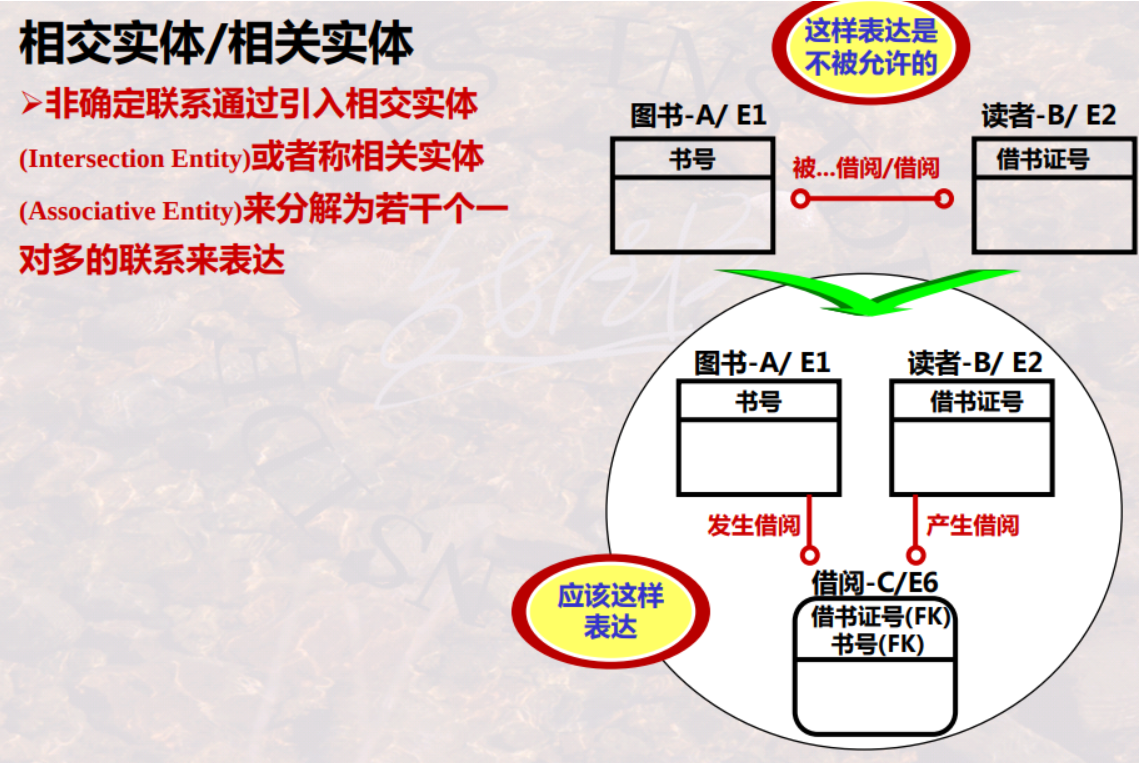 相交实体/相关实体
➢非确定联系通过引入相交实体
(Intersection Entity)或者称相关实体
(Associative Entity)来分解为若干个一
对多的联系来表达
这样表达是
不被允许的
图书-A/ E1
读者-B/ E2
书号
被...借阅/借阅
借书证号
图书-A/ E1
读者-B/ E2
书号
借书证号
发生借阅
产生借阅
应该这样
表达
借阅-C/E6
借书证号(FK)
书号(FK)